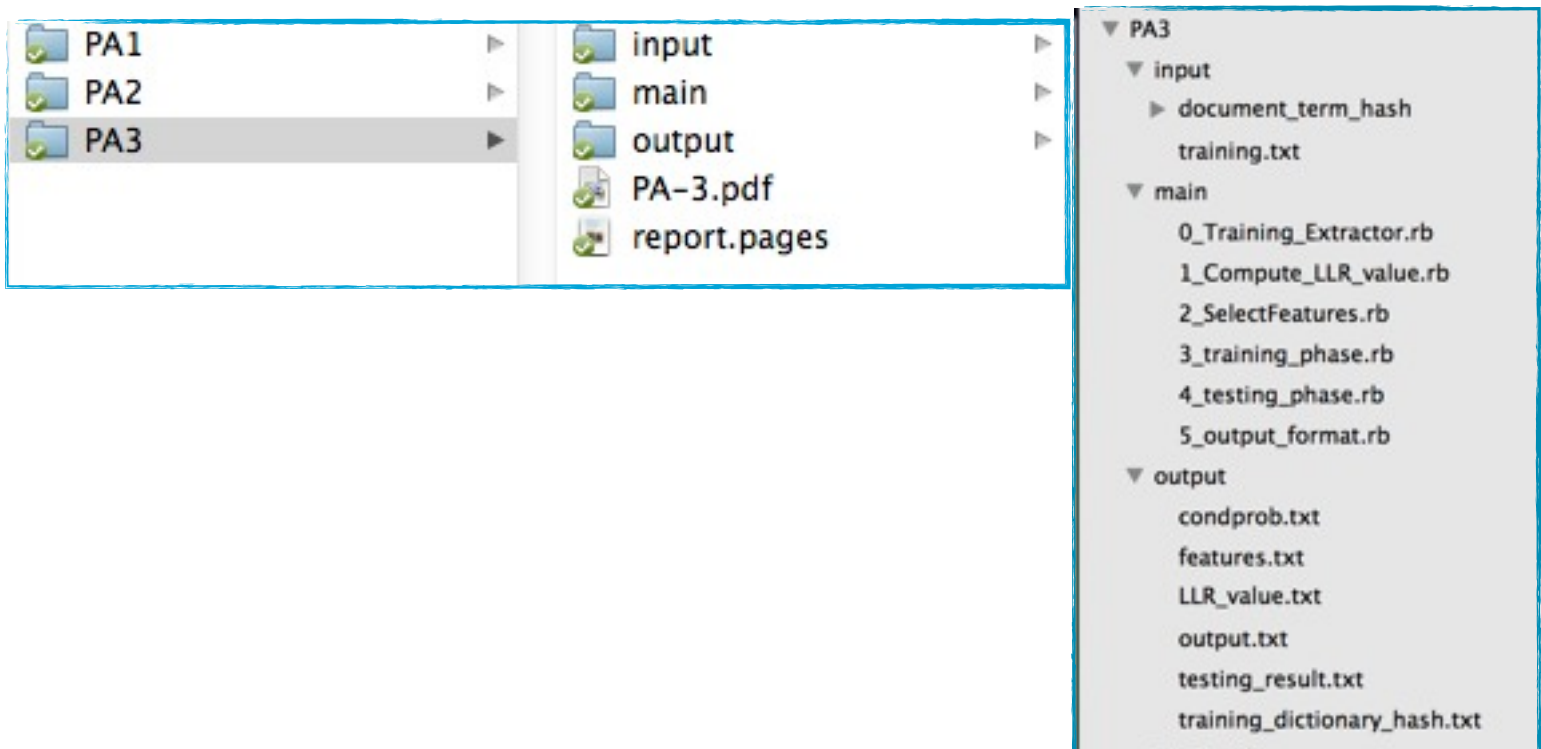 PA1
PA2
PA3
input
main
output
PA-3.pdf
report.pages
PA3
input
document_term_hash
training.txt
main
0_Training_Extractor.rb
1_Compute_LLR_value.rb
2_SelectFeatures.rb
3_training_phase.rb
4_testing_phase.rb
5_output_format.rb
output
condprob.txt
features.txt
LLR_value.txt
output.txt
testing_result.txt
training_dictionary_hash.txt